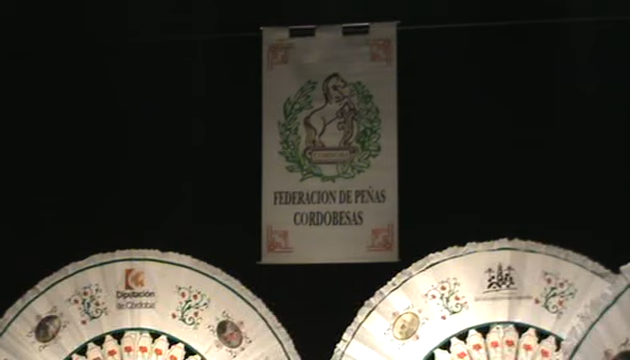 FEDERACION DE PEÑAS
CORDOBESAS
Diputación
de Córdoba